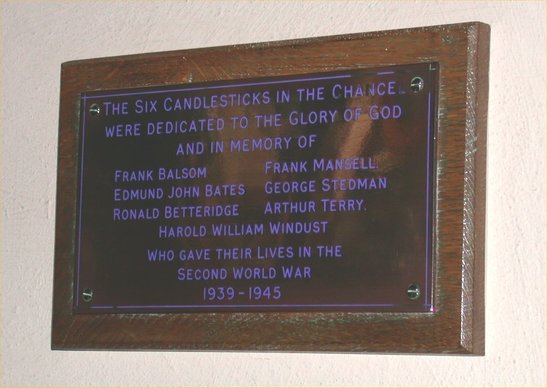 The Six Candlesticks in the Chancel
were dedicated to the Glory of God
and in memory of
Frank Balsom Frank Mansell.
Edmund John Bates George Stedman
Ronald Betteridge Arthur Terry.
Harold William Windust
Who gave their Lives in the
Second World War
1939-1945